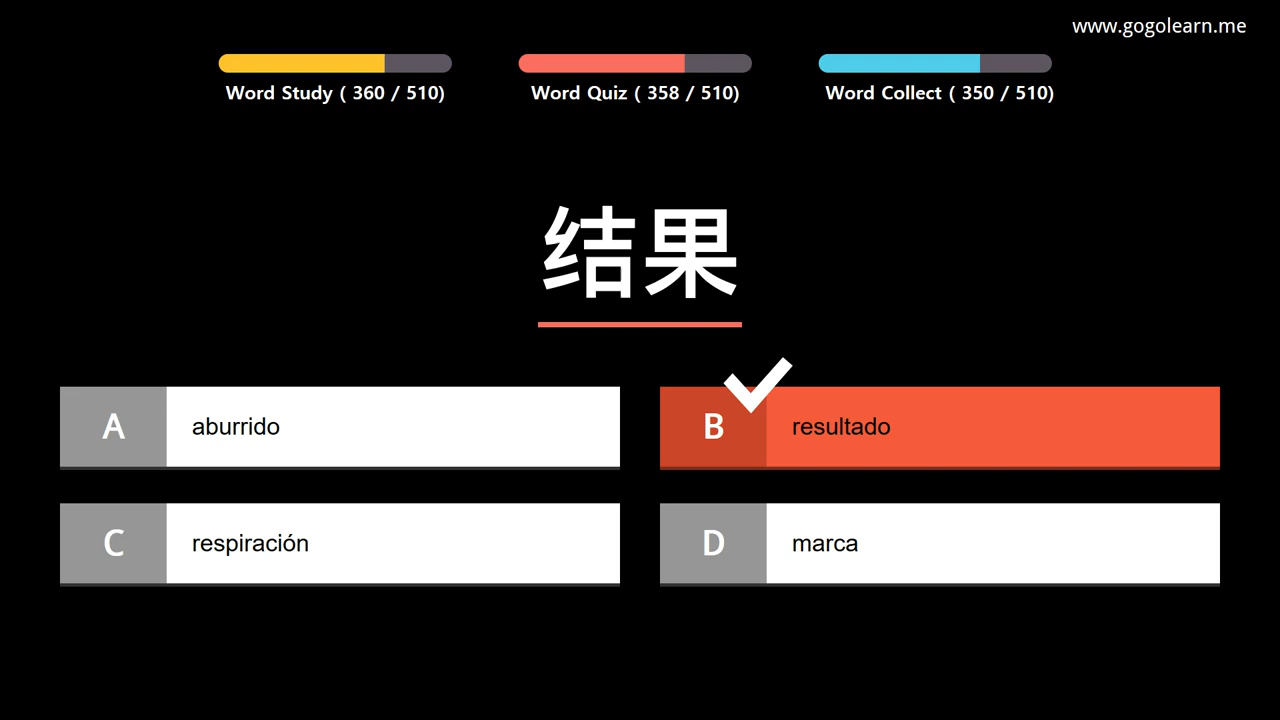 www.gogolearn.me
Word Study ( 360 / 510)
Word Quiz ( 358 / 510)
Word Collect ( 350 / 510)
结果
A aburrido
B resultado
C respiración
D marca